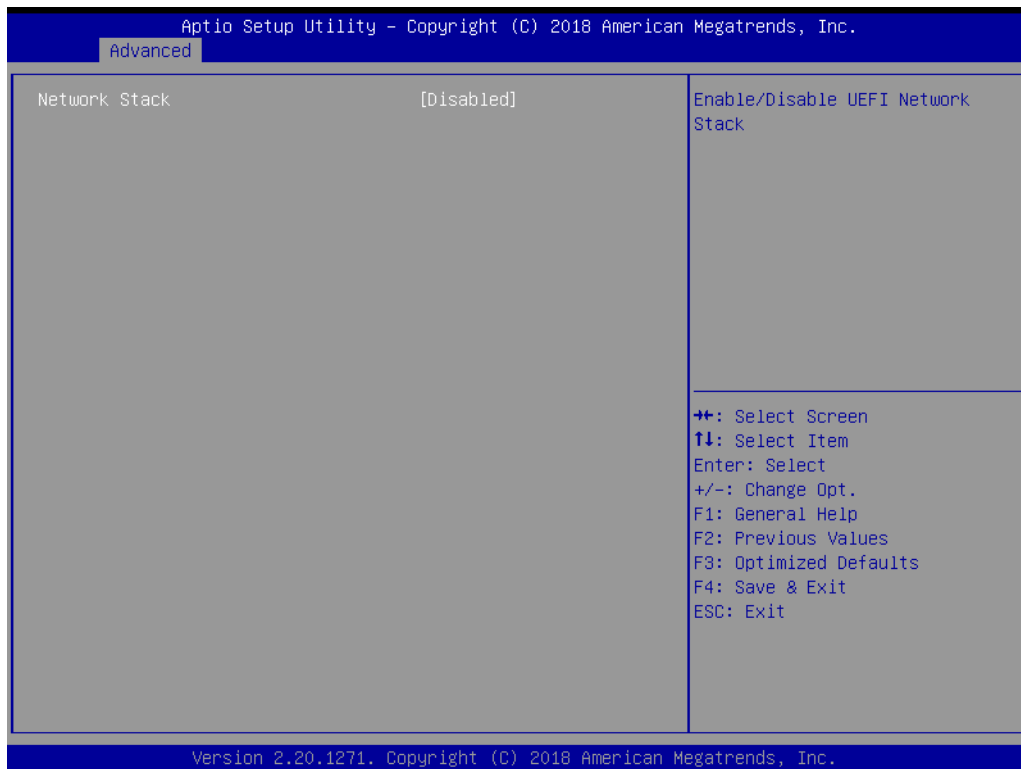 Aptio Setup Utility – Copyright (C) 2018 American Megatrends, Inc.
Advanced
Network Stack [Disabled]
Enable/Disable UEFI Network
Stack
→←: Select Screen
↑↓: Select Item
Enter: Select
+/-: Change Opt.
F1: General Help
F2: Previous Values
F3: Optimized Defaults
F4: Save & Exit
ESC: Exit
Version 2.20.1271. Copyright (C) 2018 American Megatrends, Inc.